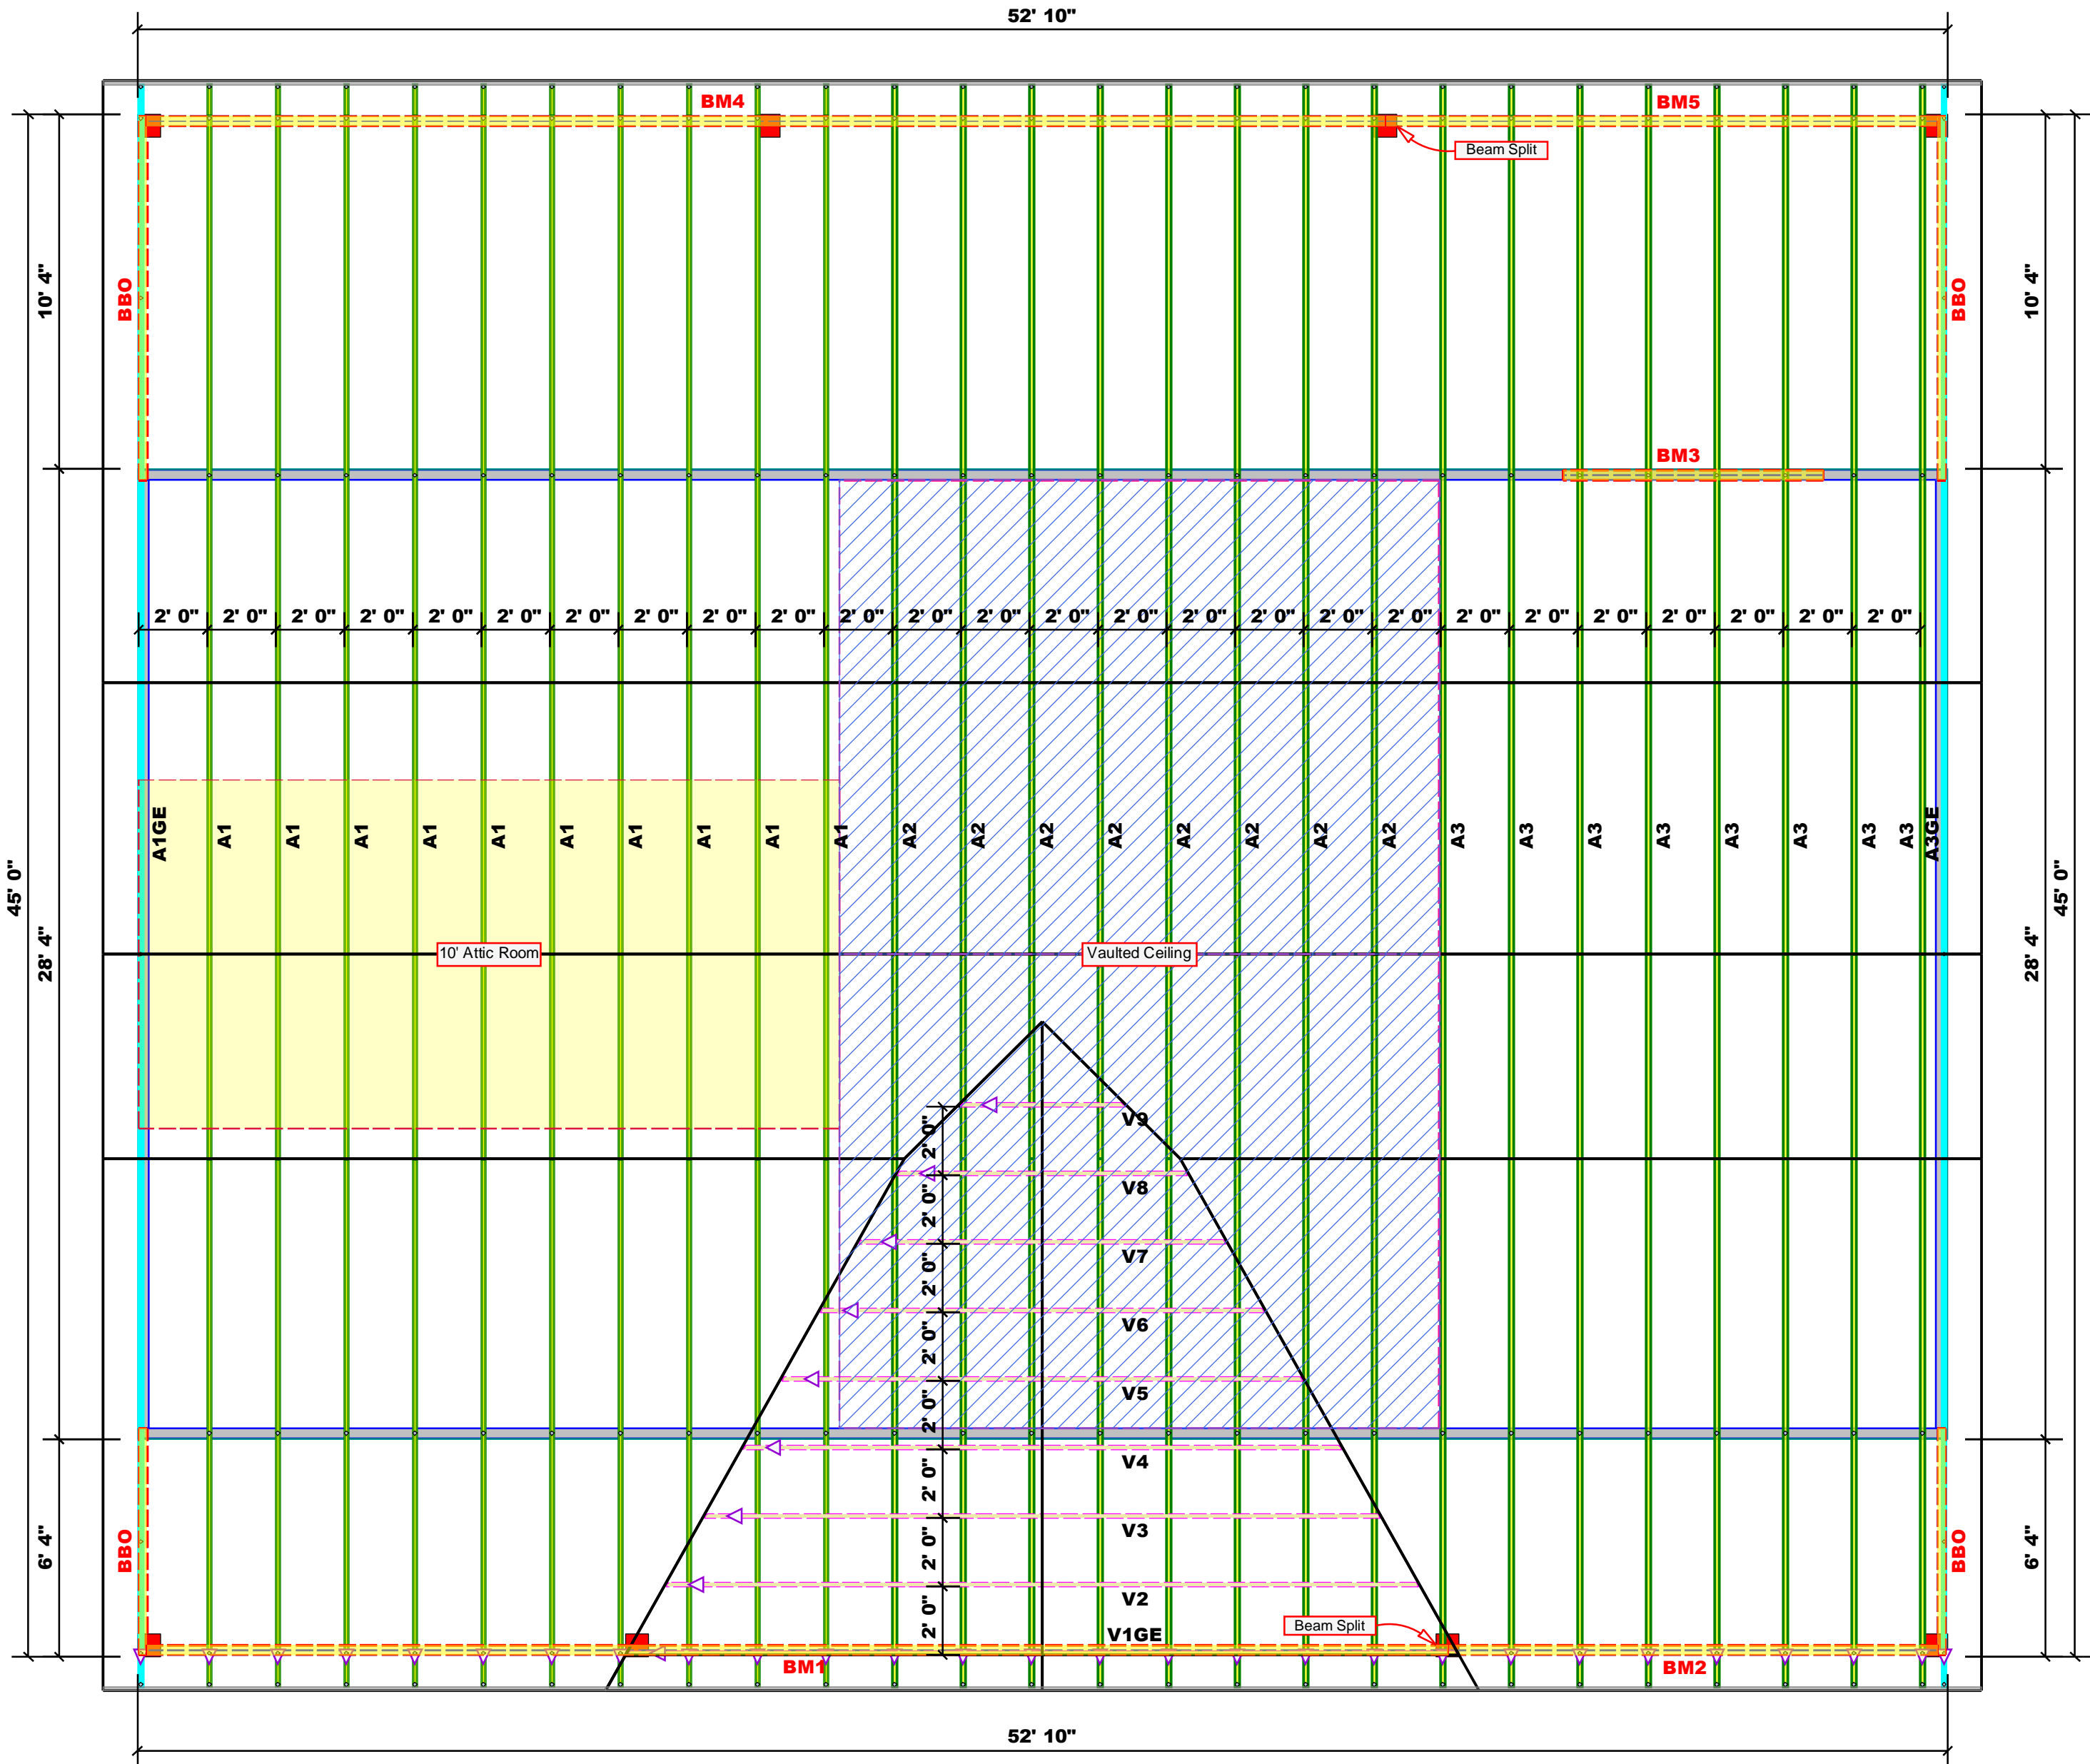 52' 10"
BM4
BM5
Beam Split
10' 4"
BBO
BBO
10' 4"
BM3
2' 0" 2' 0" 2' 0" 2' 0" 2' 0" 2' 0" 2' 0" 2' 0" 2' 0" 2' 0" 2' 0" 2' 0" 2' 0" 2' 0" 2' 0" 2' 0" 2' 0" 2' 0" 2' 0" 2' 0" 2' 0" 2' 0" 2' 0" 2' 0" 2' 0" 2' 0"
A1GE A1 A1 A1 A1 A1 A1 A1 A1 A1 A1 A2 A2 A2 A2 A2 A2 A2 A2 A3 A3 A3 A3 A3 A3 A3 A3 A3GE
45' 0"
45' 0"
28' 4"
10' Attic Room
Vaulted Ceiling
28' 4"
V9
2' 0"
V8
2' 0"
V7
2' 0"
V6
2' 0"
V5
2' 0"
V4
2' 0"
V3
2' 0"
6' 4"
BBO
BBO
6' 4"
V2
2' 0"
Beam Split
V1GE
BM1
BM2
52' 10"